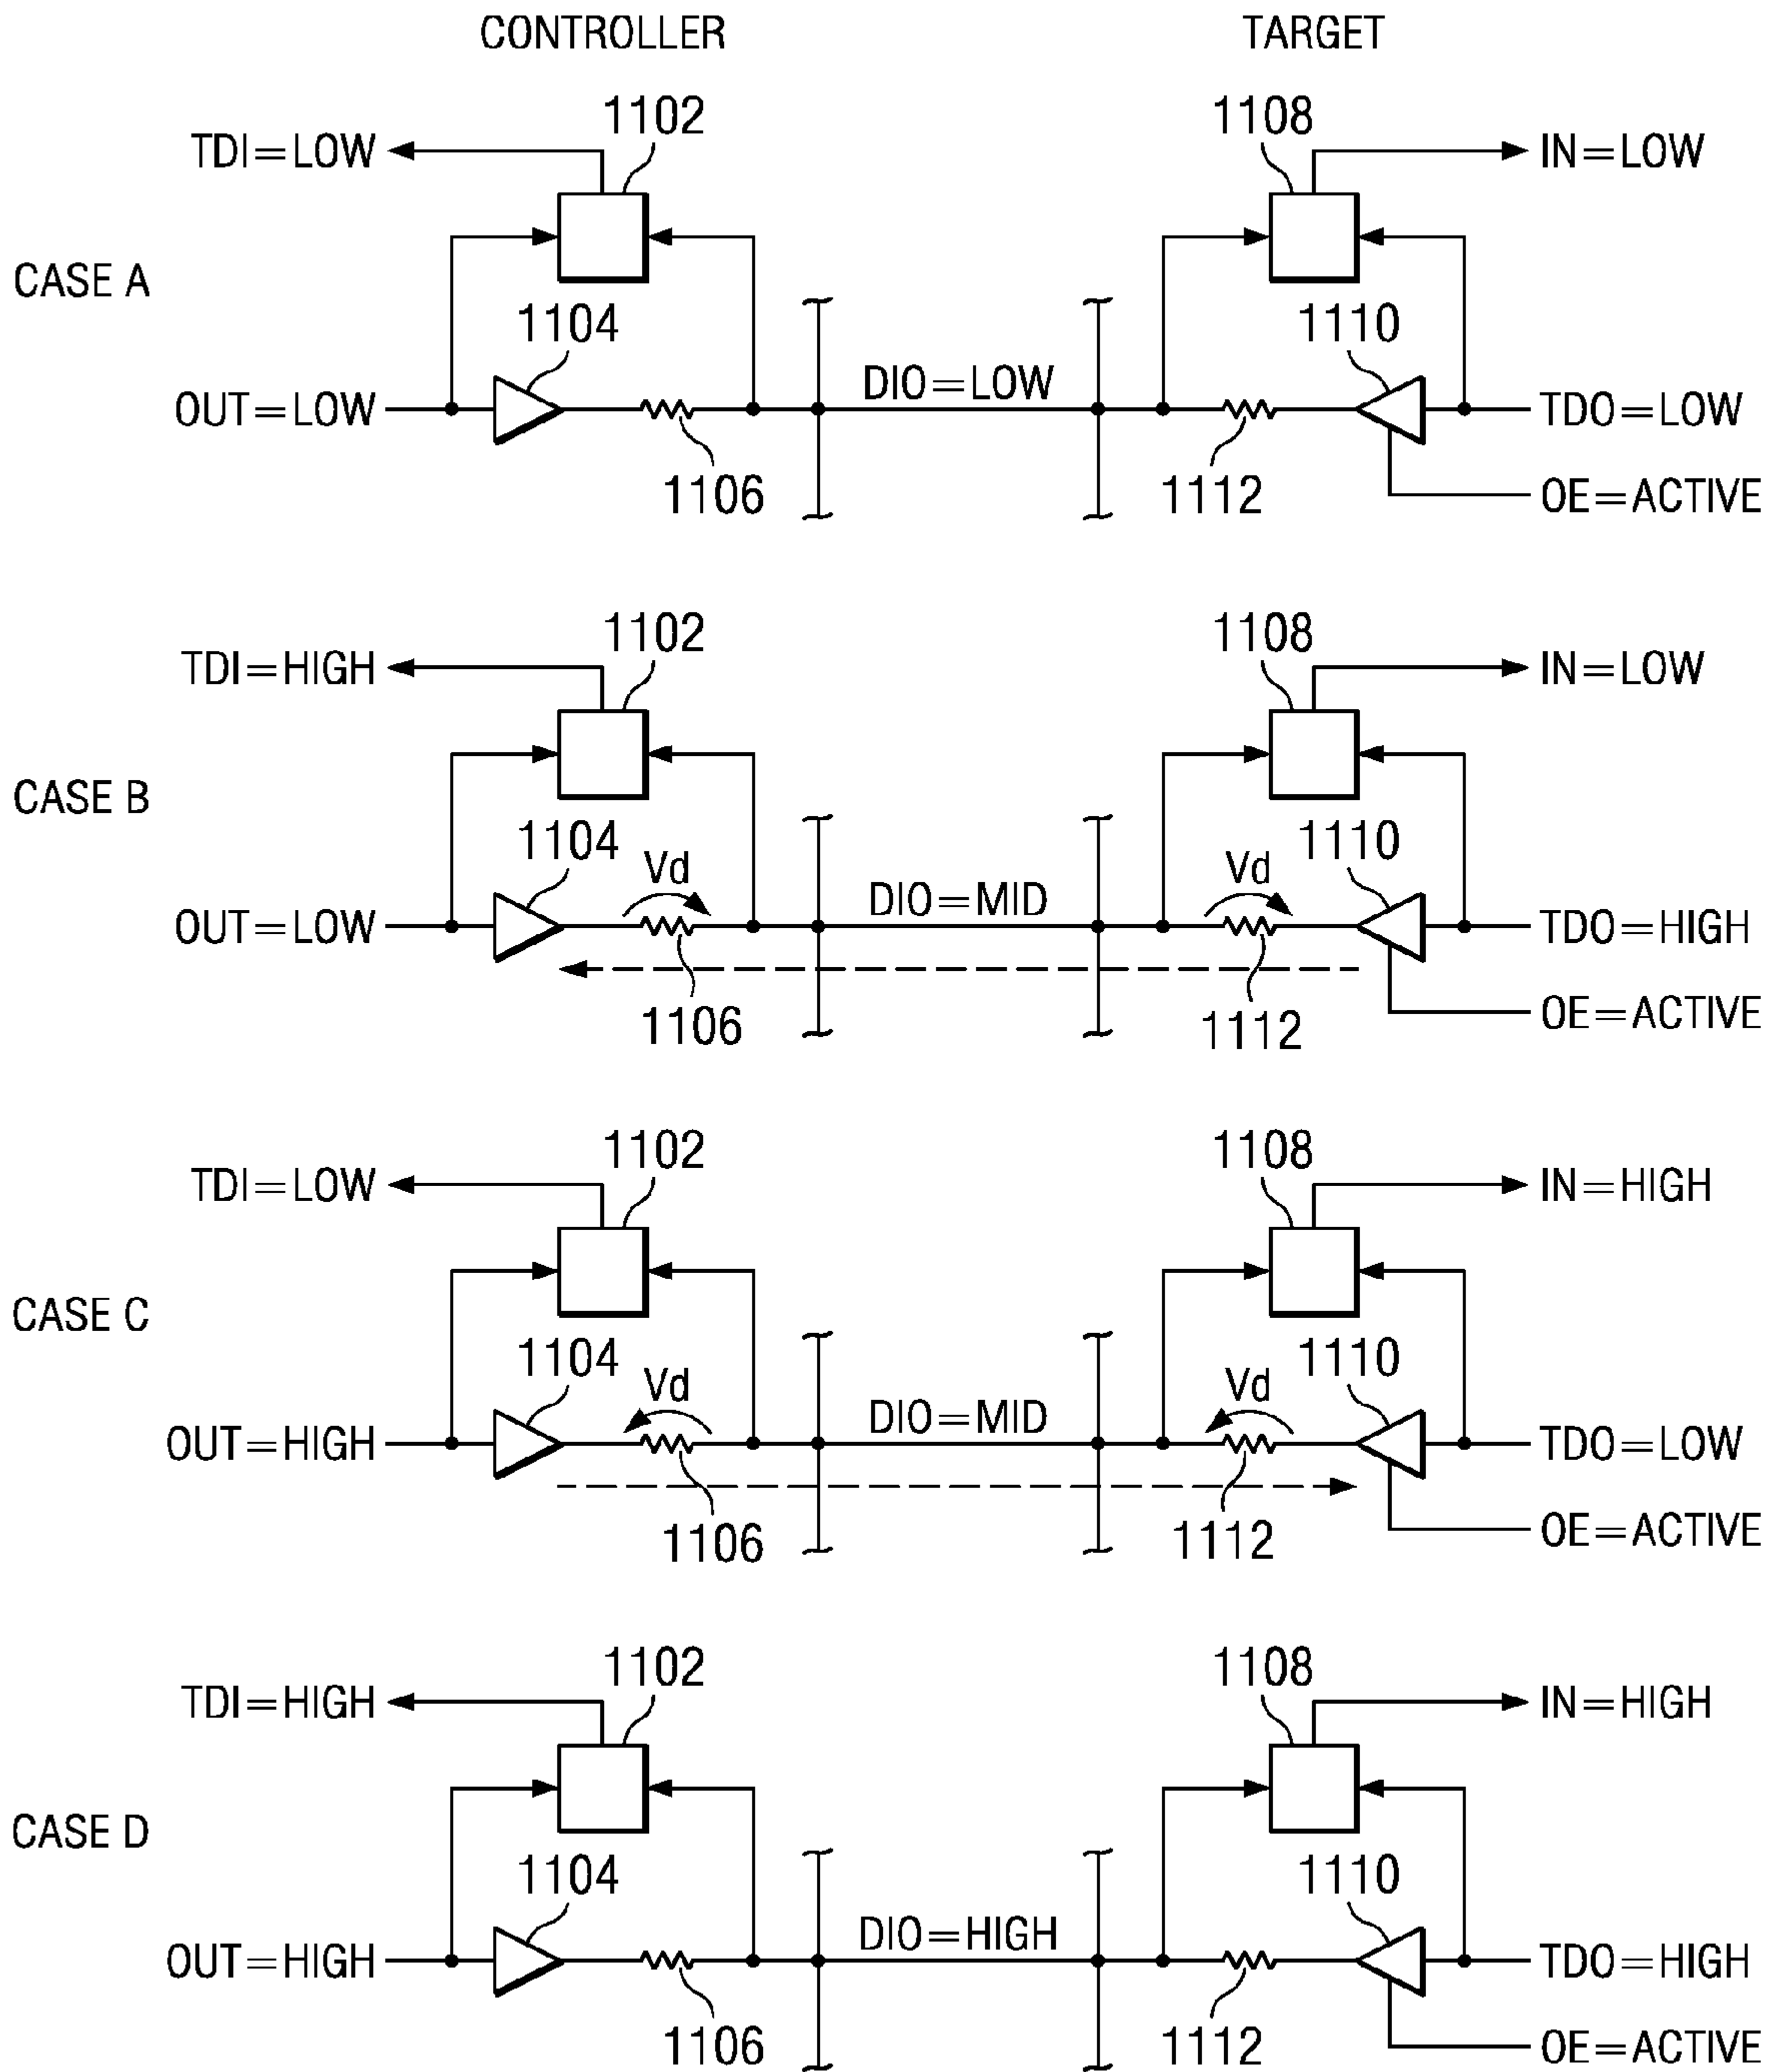 CONTROLLER TARGET
1102 1108
TDI=LOW IN=LOW
CASE A
1104 1110
DIO=LOW
OUT=LOW TDO=LOW
1106 1112 OE=ACTIVE
1102 1108
TDI=HIGH IN=LOW
CASE B
1104 1110
Vd Vd
DIO=MID
OUT=LOW TDO=HIGH
1106 1112 OE=ACTIVE
1102 1108
TDI=LOW IN=HIGH
CASE C
1104 1110
Vd Vd
DIO=MID
OUT=HIGH TDO=LOW
1106 1112 OE=ACTIVE
1102 1108
TDI=HIGH IN=HIGH
CASE D
1104 1110
DIO=HIGH
OUT=HIGH TDO=HIGH
1106 1112 OE=ACTIVE